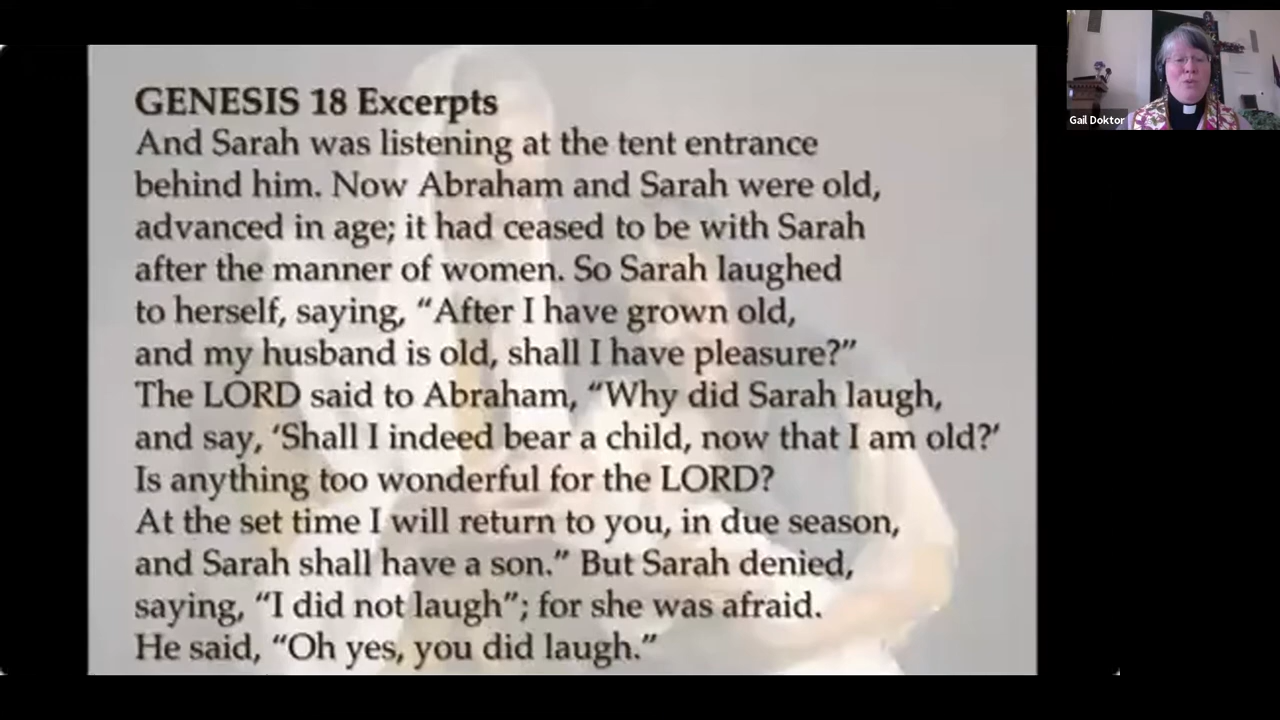 GENESIS 18 Excerpts
And Sarah was listening at the tent entrance
behind him. Now Abraham and Sarah were old,
advanced in age; it had ceased to be with Sarah
after the manner of women. So Sarah laughed
to herself, saying, “After I have grown old,
and my husband is old, shall I have pleasure?”
The LORD said to Abraham, “Why did Sarah laugh,
and say, ‘Shall I indeed bear a child, now that I am old?’
Is anything too wonderful for the LORD?
At the set time I will return to you, in due season,
and Sarah shall have a son.” But Sarah denied,
saying, “I did not laugh”; for she was afraid.
He said, “Oh yes, you did laugh.”
Gail Doktor